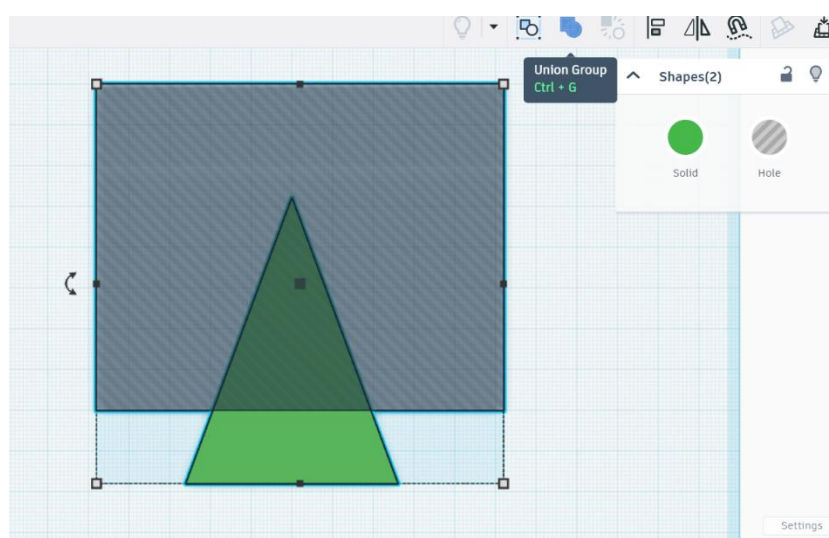 Union Group
Ctrl + G
Shapes(2)
Solid
Hole
Settings